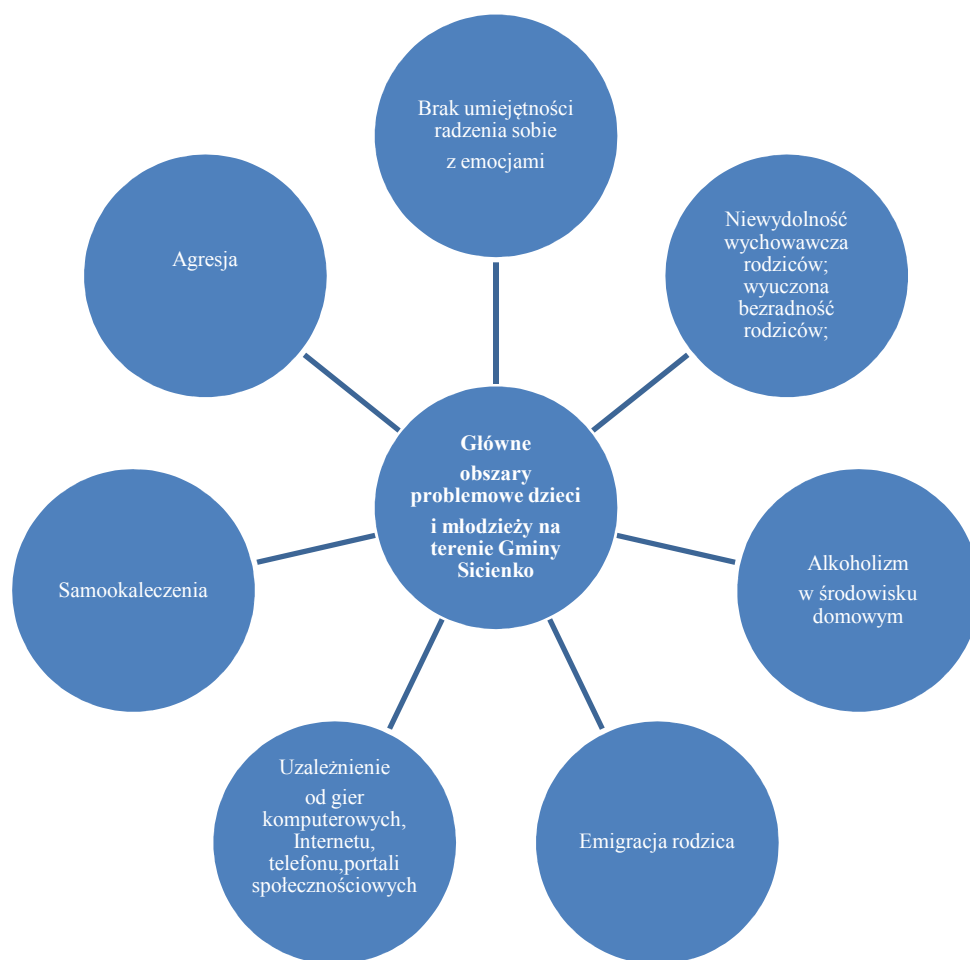 Brak umiejętności
radzenia sobie
z emocjami
Niewydolność
wychowawcza
rodziców;
wyuczona
bezradność
rodziców;
Agresja
Główne
obszary
problemowe dzieci
i młodzieży na
terenie Gminy
Sicienko
Alkoholizm
w środowisku
domowym
Samookaleczenia
Uzależnienie
od gier
komputerowych,
Internetu,
telefonu,portali
społecznościowych
Emigracja rodzica